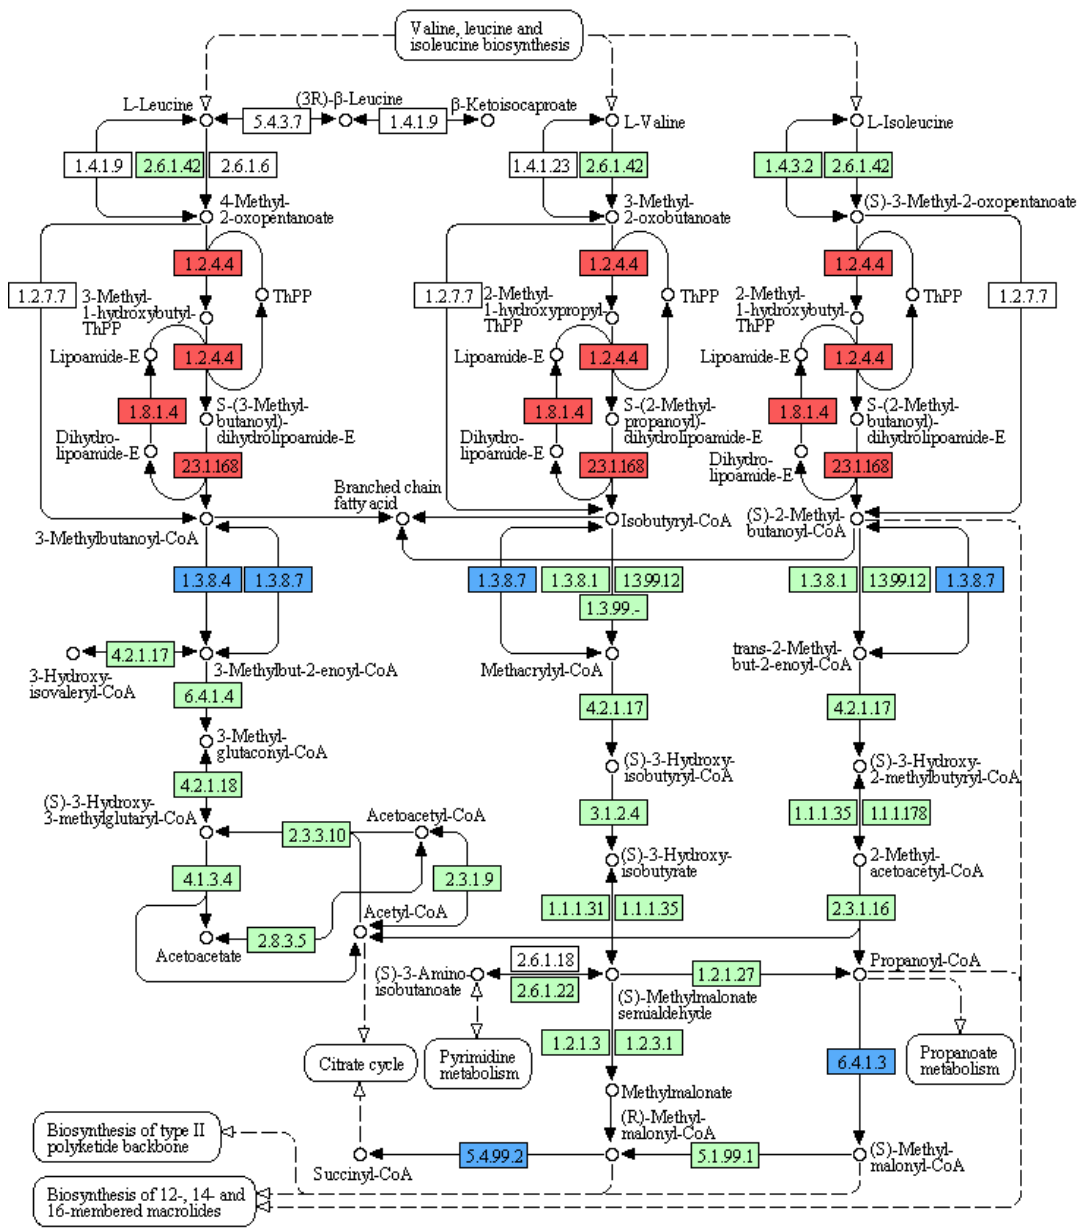 Valine, leucine and
isoleucine biosynthesis
L-Leucine
5.4.3.7
(3R)-β-Leucine
1.4.1.9
β-Ketoisocaproate
L-Valine
L-Isoleucine
1.4.1.9
2.6.1.42
2.6.1.6
1.4.1.23
2.6.1.42
1.4.3.2
2.6.1.42
4-Methyl-
2-oxopentanoate
3-Methyl-
2-oxobutanoate
(S)-3-Methyl-2-oxopentanoate
1.2.4.4
1.2.4.4
1.2.4.4
1.2.7.7
3-Methyl-
1-hydroxybutyl-
ThPP
ThPP
1.2.7.7
2-Methyl-
1-hydroxypropyl-
ThPP
ThPP
2-Methyl-
1-hydroxybutyl-
ThPP
ThPP
1.2.7.7
Lipoamide-E
1.2.4.4
Lipoamide-E
1.2.4.4
Lipoamide-E
1.2.4.4
1.8.1.4
S-(3-Methyl-
butanoyl)-
dihydrolipoamide-E
1.8.1.4
S-(2-Methyl-
propanoyl)-
dihydrolipoamide-E
1.8.1.4
S-(2-Methyl-
butanoyl)-
dihydrolipoamide-E
Dihydro-
lipoamide-E
2.3.1.168
Dihydro-
lipoamide-E
2.3.1.168
Dihydro-
lipoamide-E
2.3.1.168
Branched chain
fatty acid
3-Methylbutanoyl-CoA
Isobutyryl-CoA
(S)-2-Methyl-
butanoyl-CoA
1.3.8.4
1.3.8.7
1.3.8.7
1.3.8.1
1.3.99.12
1.3.99.-
1.3.8.1
1.3.99.12
1.3.8.7
4.2.1.17
3-Hydroxy-
isovaleryl-CoA
3-Methylbut-2-enoyl-CoA
Methacrylyl-CoA
trans-2-Methyl-
but-2-enoyl-CoA
6.4.1.4
4.2.1.17
4.2.1.17
3-Methyl-
glutaconyl-CoA
(S)-3-Hydroxy-
isobutyryl-CoA
(S)-3-Hydroxy-
2-methylbutyryl-CoA
4.2.1.18
(S)-3-Hydroxy-
3-methylglutaryl-CoA
2.3.3.10
Acetoacetyl-CoA
3.1.2.4
1.1.1.35
1.1.1.178
(S)-3-Hydroxy-
isobutyrate
2-Methyl-
acetoacetyl-CoA
4.1.3.4
2.3.1.9
1.1.1.31
1.1.1.35
2.3.1.16
Acetyl-CoA
Acetoacetate
2.8.3.5
(S)-3-Amino-
isobutanoate
2.6.1.18
2.6.1.22
1.2.1.27
Propanoyl-CoA
(S)-Methylmalonate
semialdehyde
Citrate cycle
Pyrimidine
metabolism
1.2.1.3
1.2.3.1
6.4.1.3
Propanoate
metabolism
Methylmalonate
(R)-Methyl-
malonyl-CoA
Biosynthesis of type II
polyketide backbone
Succinyl-CoA
5.4.99.2
5.1.99.1
(S)-Methyl-
malonyl-CoA
Biosynthesis of 12-, 14- and
16-membered macrolides